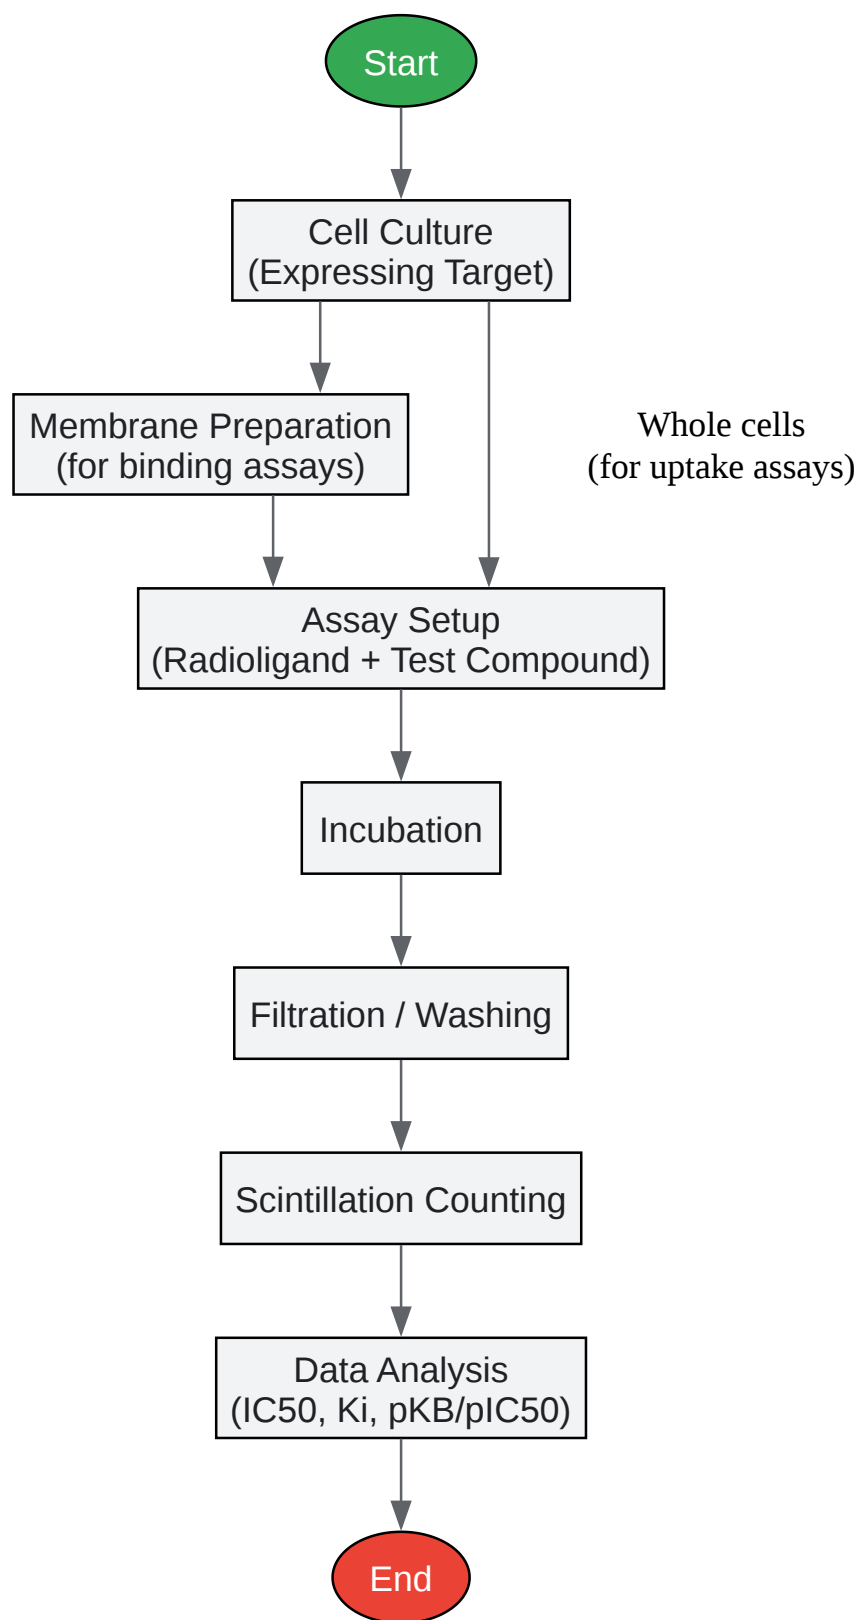 Start
Cell Culture
(Expressing Target)
Membrane Preparation
(for binding assays)
Whole cells
(for uptake assays)
Assay Setup
(Radioligand + Test Compound)
Incubation
Filtration / Washing
Scintillation Counting
Data Analysis
(IC50, Ki, pKB/pIC50)
End